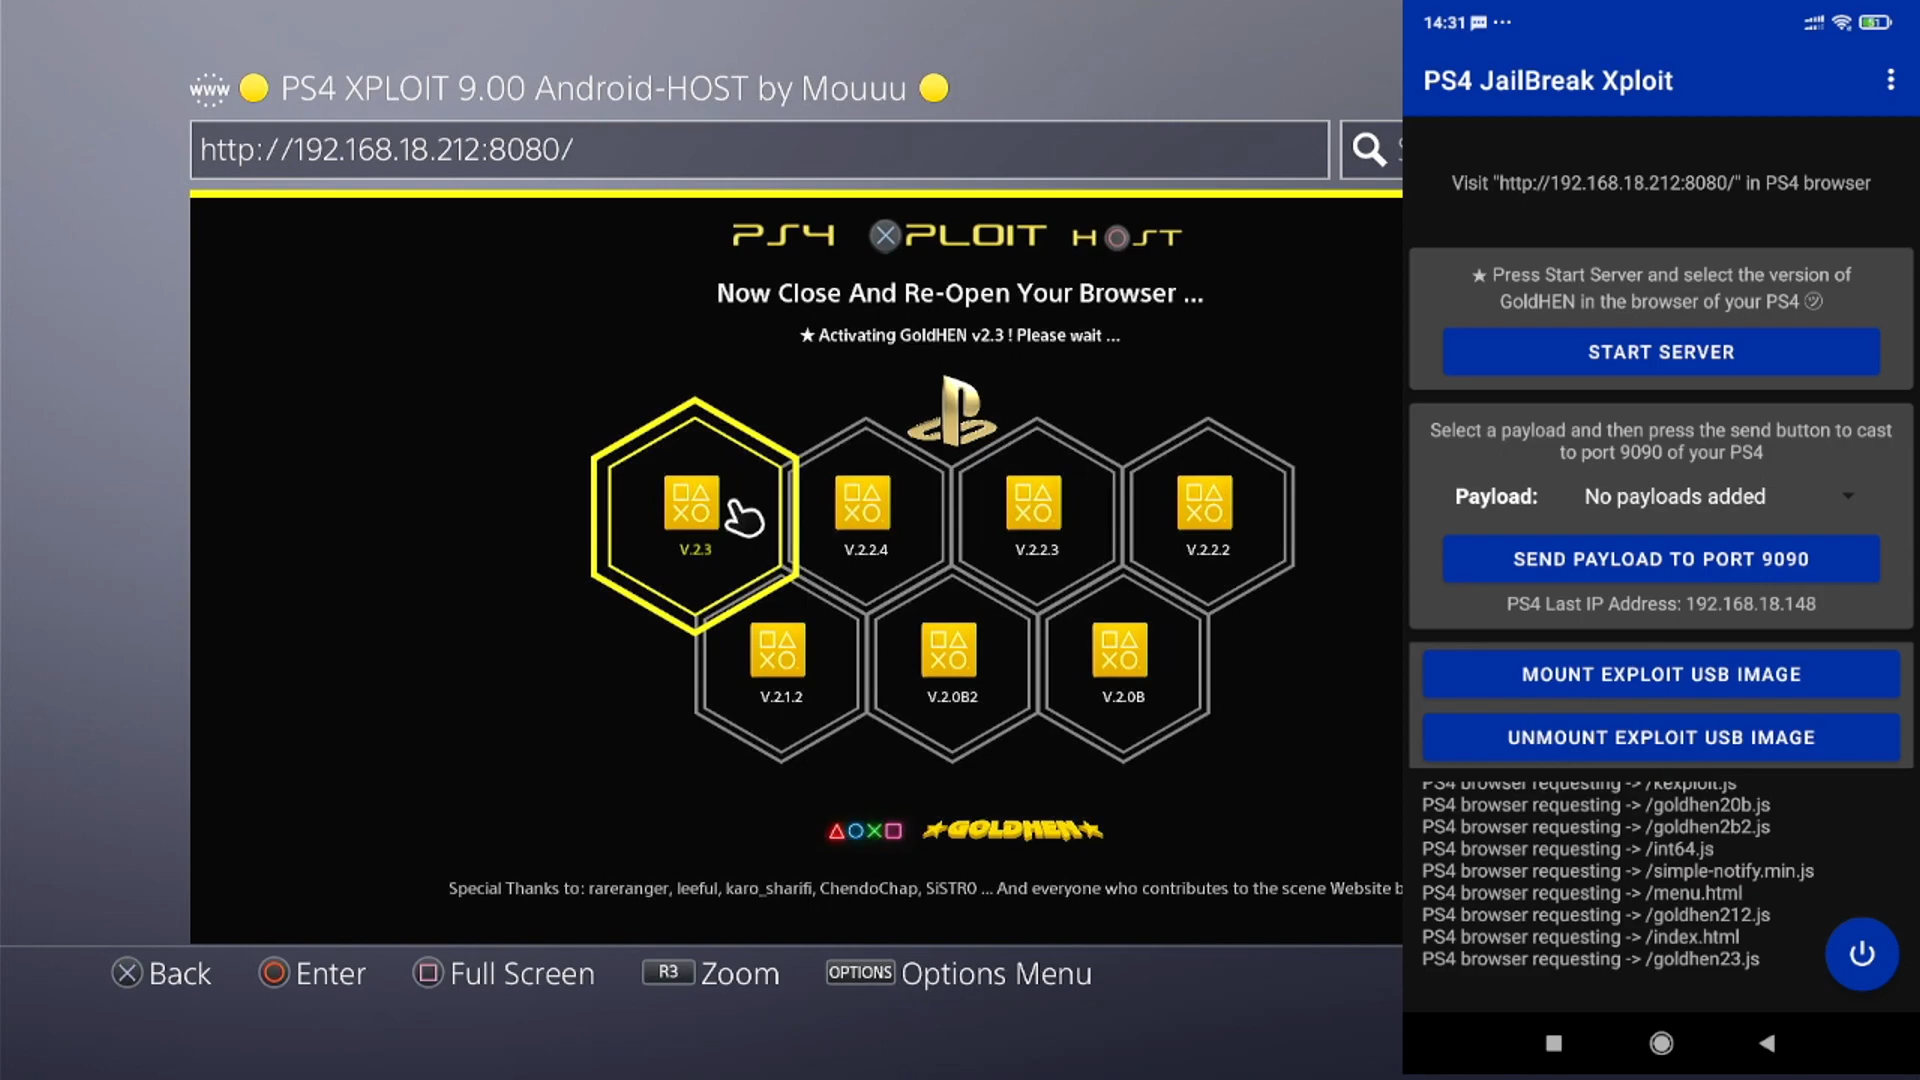 www PS4 XPLOIT 9.00 Android-HOST by Mouuu
http://192.168.18.212:8080/
PS4 XPLOIT HOST
Now Close And Re-Open Your Browser ...
★ Activating GoldHEN v2.3 ! Please wait ...
V.2.3
V.2.2.4
V.2.2.3
V.2.2.2
V.2.1.2
V.2.0B2
V.2.0B
GOLDHEN
Special Thanks to: rareranger, leeful, karo_sharifi, ChendoChap, SiSTRO ... And everyone who contributes to the scene Website b
Back
Enter
Full Screen
R3 Zoom
OPTIONS Options Menu
14:31
51
PS4 JailBreak Xploit
Visit "http://192.168.18.212:8080/" in PS4 browser
★ Press Start Server and select the version of
GoldHEN in the browser of your PS4 ツ
START SERVER
Select a payload and then press the send button to cast
to port 9090 of your PS4
Payload: No payloads added
SEND PAYLOAD TO PORT 9090
PS4 Last IP Address: 192.168.18.148
MOUNT EXPLOIT USB IMAGE
UNMOUNT EXPLOIT USB IMAGE
PS4 browser requesting -> /kexploit.js
PS4 browser requesting -> /goldhen20b.js
PS4 browser requesting -> /goldhen2b2.js
PS4 browser requesting -> /int64.js
PS4 browser requesting -> /simple-notify.min.js
PS4 browser requesting -> /menu.html
PS4 browser requesting -> /goldhen212.js
PS4 browser requesting -> /index.html
PS4 browser requesting -> /goldhen23.js